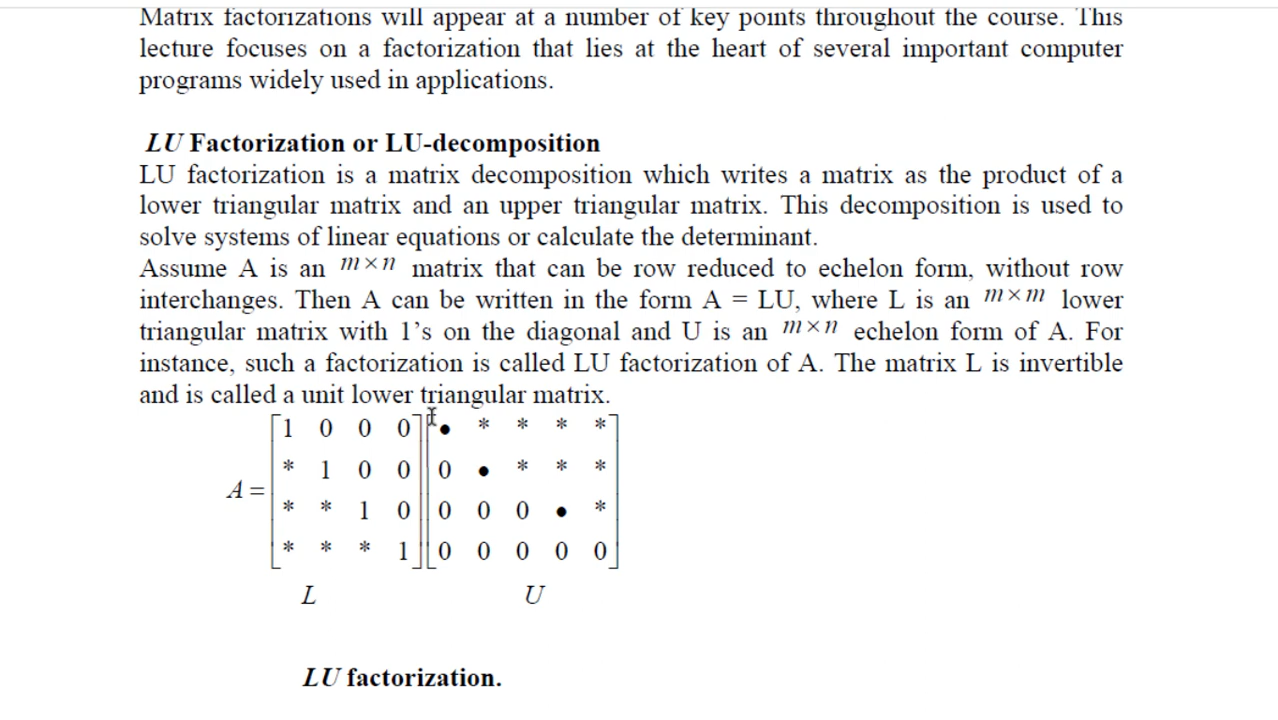 Matrix factorizations will appear at a number of key points throughout the course. This
lecture focuses on a factorization that lies at the heart of several important computer
programs widely used in applications.
LU Factorization or LU-decomposition
LU factorization is a matrix decomposition which writes a matrix as the product of a
lower triangular matrix and an upper triangular matrix. This decomposition is used to
solve systems of linear equations or calculate the determinant.
Assume A is an m×n matrix that can be row reduced to echelon form, without row
interchanges. Then A can be written in the form A = LU, where L is an m×m lower
triangular matrix with 1's on the diagonal and U is an m×n echelon form of A. For
instance, such a factorization is called LU factorization of A. The matrix L is invertible
and is called a unit lower triangular matrix.
1 0 0 0 • * * * *
* 1 0 0 0 • * * *
A =
* * 1 0 0 0 0 • *
* * * 1 0 0 0 0 0
L U
LU factorization.